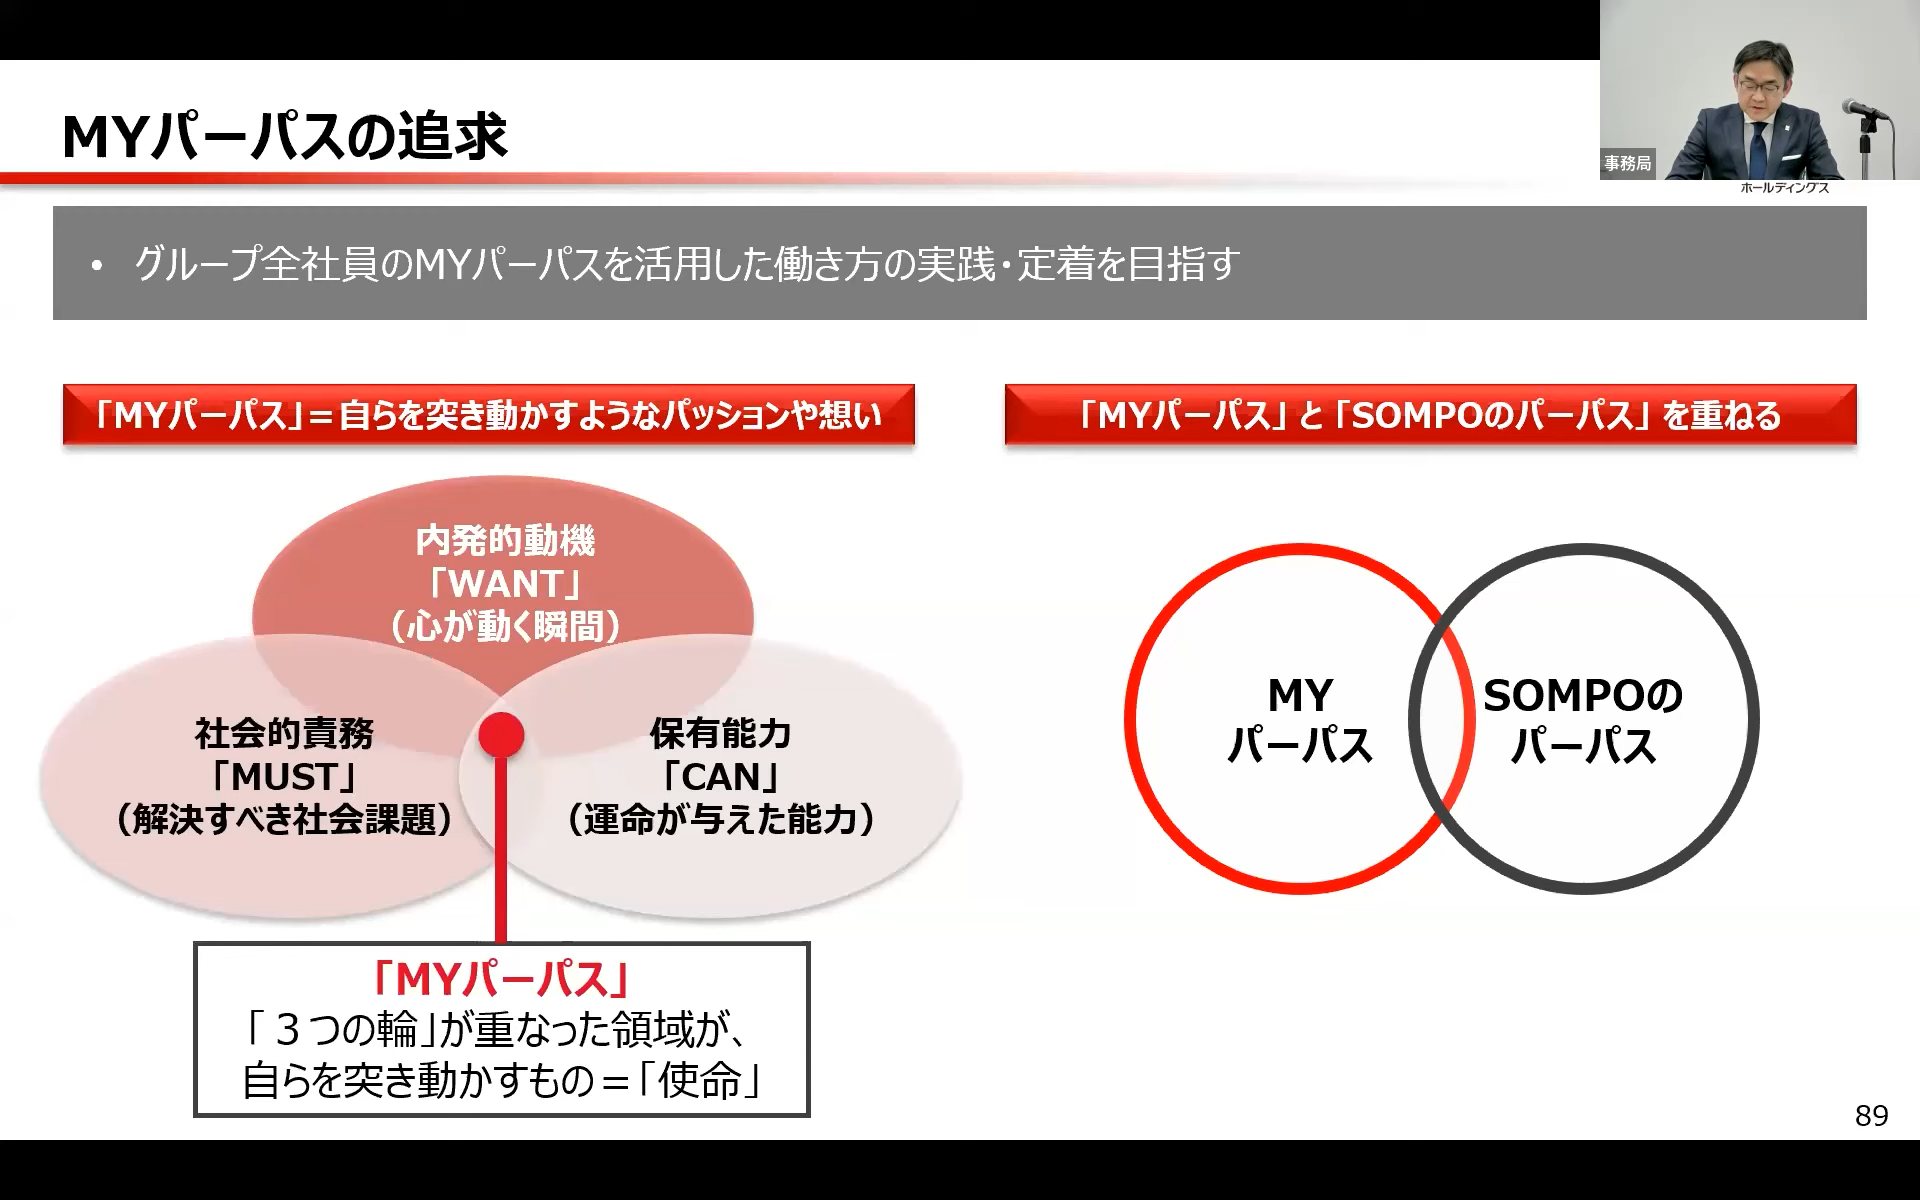 MYパーパスの追求
事務局
ホールディングス
• グループ全社員のMYパーパスを活用した働き方の実践・定着を目指す
「MYパーパス」＝自らを突き動かすようなパッションや想い
内発的動機
「WANT」
（心が動く瞬間）
社会的責務
「MUST」
（解決すべき社会課題）
保有能力
「CAN」
（運命が与えた能力）
「MYパーパス」
「３つの輪」が重なった領域が、
自らを突き動かすもの＝「使命」
「MYパーパス」と「SOMPOのパーパス」を重ねる
MY
パーパス
SOMPOの
パーパス
89